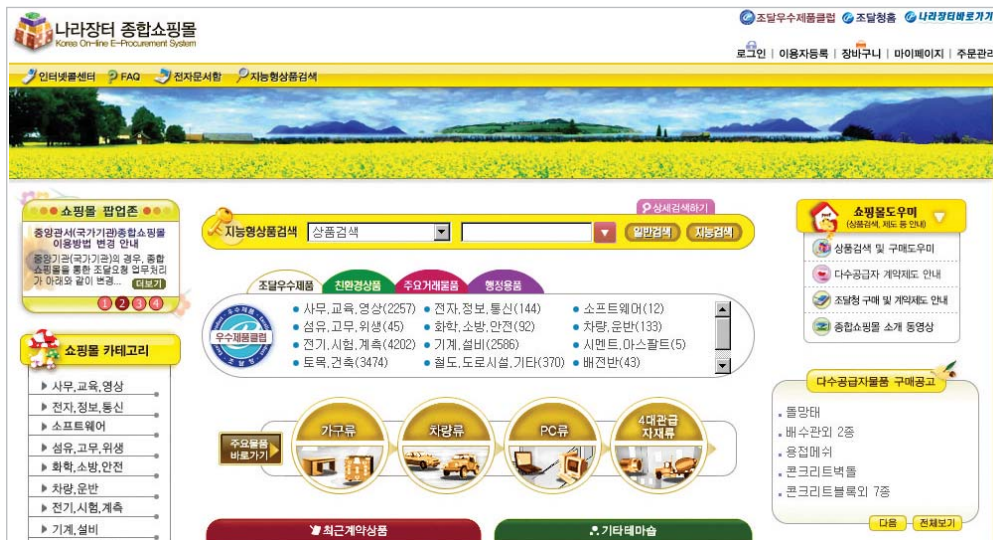 나라장터 종합쇼핑몰
Korea On-line E-Procurement System
조달우수제품클럽 조달청홈 나라장터바로가기
로그인 | 이용자등록 | 장바구니 | 마이페이지 | 주문관리
인터넷콜센터 FAQ 전자문서함 지능형상품검색
쇼핑몰 팝업존
중앙관서(국가기관)종합쇼핑몰
이용방법 변경 안내
중앙기관(국가기관)의 경우, 종합
쇼핑몰을 통한 조달요청 업무처리
가 아래와 같이 변경... 더보기
1 2 3 4
쇼핑몰 카테고리
사무,교육,영상
전자,정보,통신
소프트웨어
섬유,고무,위생
화학,소방,안전
차량,운반
전기,시험,계측
기계,설비
상세검색하기
지능형상품검색 상품검색 일반검색 지능검색
조달우수제품 친환경상품 주요거래물품 행정용품
우수제품클럽
사무,교육,영상(2257) 전자,정보,통신(144) 소프트웨어(12)
섬유,고무,위생(45) 화학,소방,안전(92) 차량,운반(133)
전기,시험,계측(4202) 기계,설비(2586) 시멘트,아스팔트(5)
토목,건축(3474) 철도,도로시설,기타(370) 배전반(43)
주요물품
바로가기
가구류
차량류
PC류
4대관급
자재류
최근계약상품
기타테마숍
쇼핑몰도우미
(상품검색, 제도 등 안내)
상품검색 및 구매도우미
다수공급자 계약제도 안내
조달청 구매 및 계약제도 안내
종합쇼핑몰 소개 동영상
다수공급자물품 구매공고
돌망태
배수관외 2종
용접메쉬
콘크리트벽돌
콘크리트블록외 7종
다음 전체보기